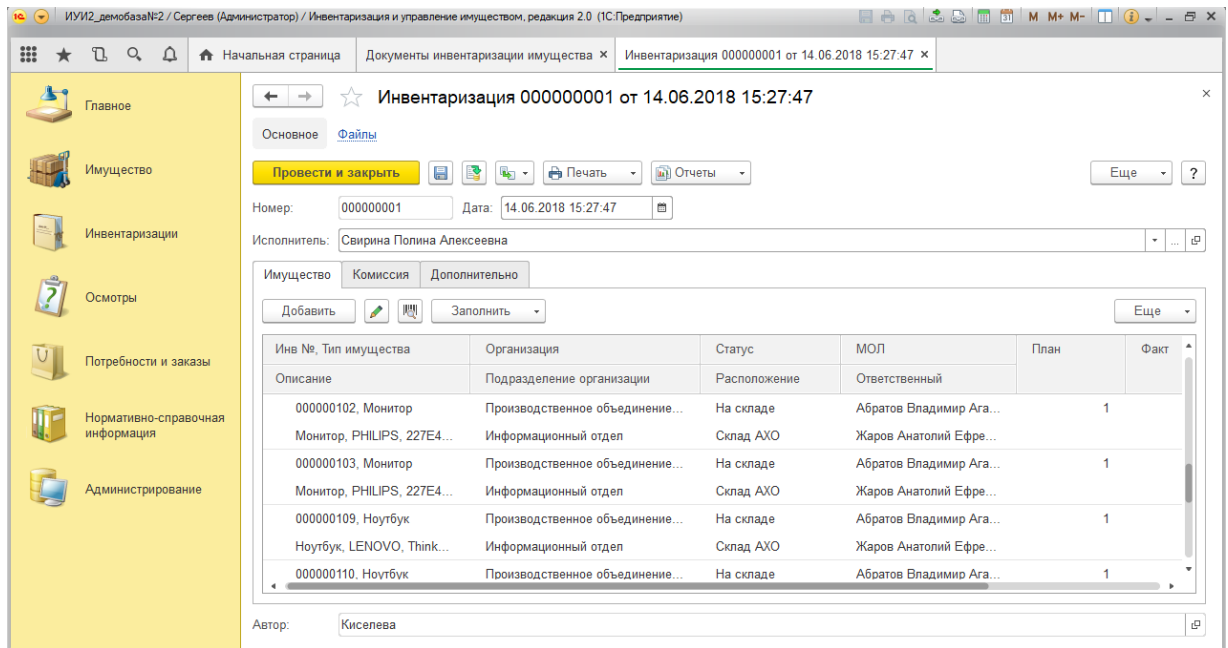 ИУИ2_демобаза№2 / Сергеев (Администратор) / Инвентаризация и управление имуществом, редакция 2.0 (1С:Предприятие) M M+ M-
Начальная страница Документы инвентаризации имущества × Инвентаризация 000000001 от 14.06.2018 15:27:47 ×
Главное
Имущество
Инвентаризации
Осмотры
Потребности и заказы
Нормативно-справочная
информация
Администрирование
Инвентаризация 000000001 от 14.06.2018 15:27:47
Основное Файлы
Провести и закрыть Печать Отчеты Еще ?
Номер: 000000001 Дата: 14.06.2018 15:27:47
Исполнитель: Свирина Полина Алексеевна ...
Имущество Комиссия Дополнительно
Добавить Заполнить Еще
Инв №, Тип имущества Организация Статус МОЛ План Факт
Описание Подразделение организации Расположение Ответственный
000000102, Монитор Производственное объединение... На складе Абратов Владимир Ага... 1
Монитор, PHILIPS, 227E4... Информационный отдел Склад АХО Жаров Анатолий Ефре...
000000103, Монитор Производственное объединение... На складе Абратов Владимир Ага... 1
Монитор, PHILIPS, 227E4... Информационный отдел Склад АХО Жаров Анатолий Ефре...
000000109, Ноутбук Производственное объединение... На складе Абратов Владимир Ага... 1
Ноутбук, LENOVO, Think... Информационный отдел Склад АХО Жаров Анатолий Ефре...
000000110, Ноутбук Производственное объединение... На складе Абратов Владимир Ага... 1
Автор: Киселева